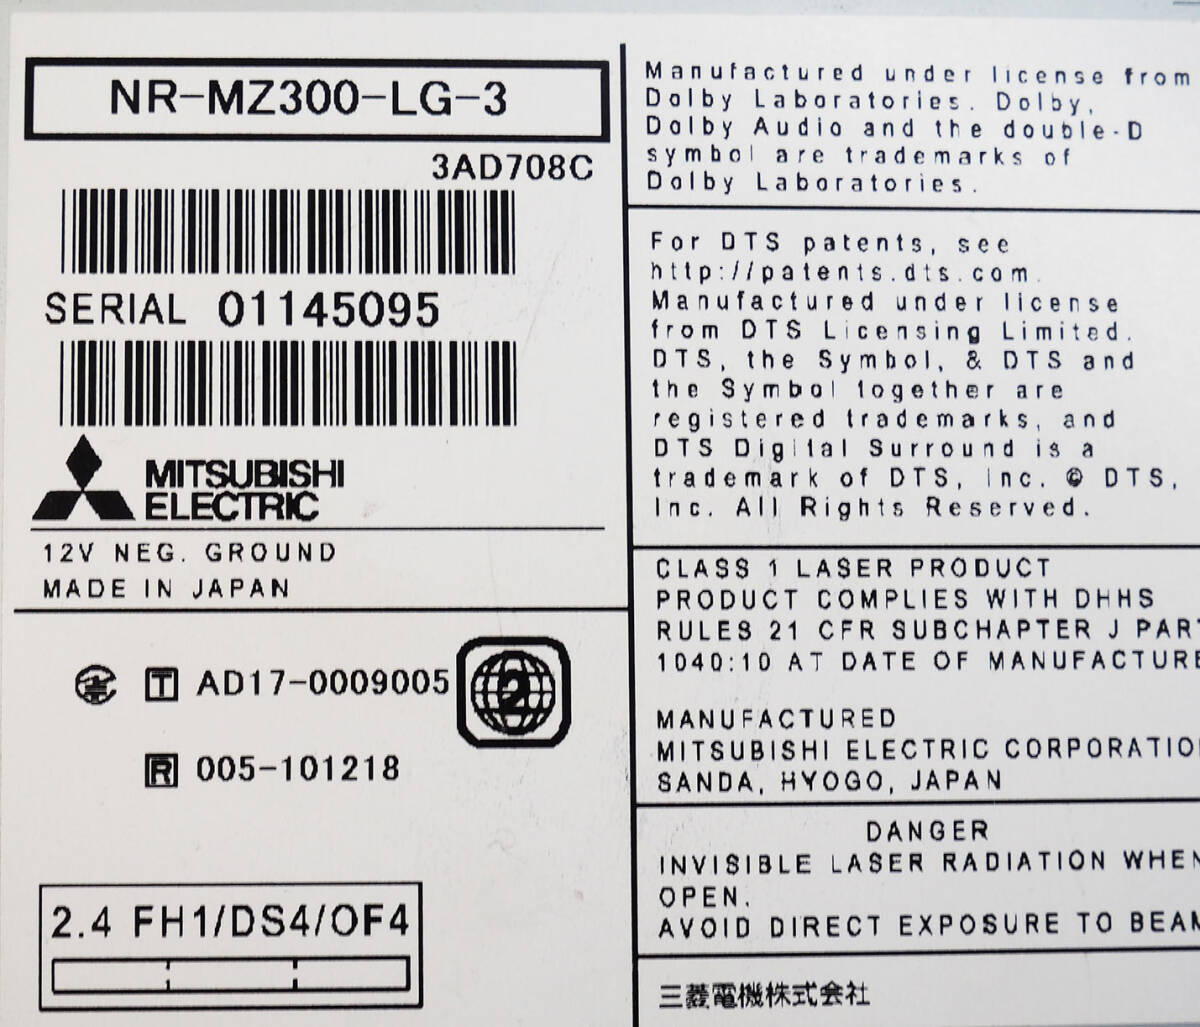 NR-MZ300-LG-3
3AD708C
SERIAL 01145095
MITSUBISHI
ELECTRIC
12V NEG. GROUND
MADE IN JAPAN
T AD17-0009005
2
R 005-101218
2.4 FH1/DS4/OF4
Manufactured under license from
Dolby Laboratories. Dolby,
Dolby Audio and the double-D
symbol are trademarks of
Dolby Laboratories.
For DTS patents, see
http://patents.dts.com.
Manufactured under license
from DTS Licensing Limited.
DTS, the Symbol, & DTS and
the Symbol together are
registered trademarks, and
DTS Digital Surround is a
trademark of DTS, Inc. © DTS,
Inc. All Rights Reserved.
CLASS 1 LASER PRODUCT
PRODUCT COMPLIES WITH DHHS
RULES 21 CFR SUBCHAPTER J PART
1040:10 AT DATE OF MANUFACTURE
MANUFACTURED
MITSUBISHI ELECTRIC CORPORATIO
SANDA, HYOGO, JAPAN
DANGER
INVISIBLE LASER RADIATION WHEN
OPEN.
AVOID DIRECT EXPOSURE TO BEAM
三菱電機株式会社